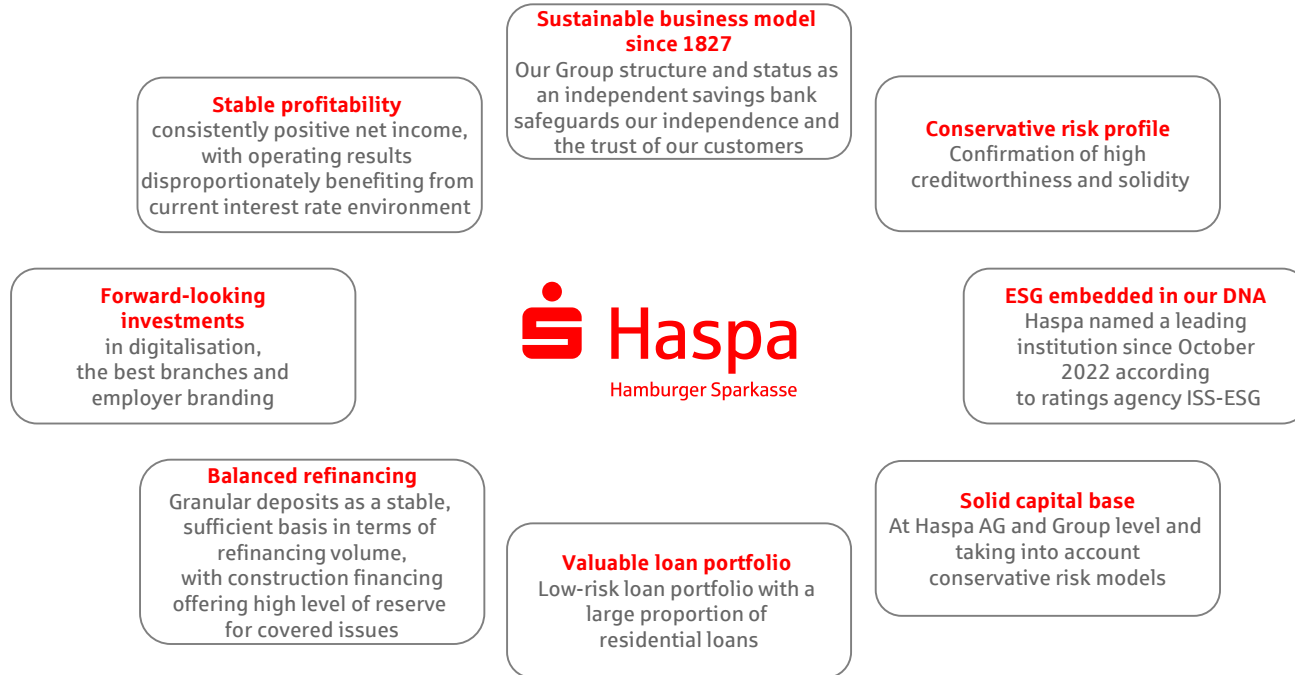 Sustainable business model
since 1827
Our Group structure and status as
an independent savings bank
safeguards our independence and
the trust of our customers
Stable profitability
consistently positive net income,
with operating results
disproportionately benefiting from
current interest rate environment
Conservative risk profile
Confirmation of high
creditworthiness and solidity
Forward-looking
investments
in digitalisation,
the best branches and
employer branding
Haspa
Hamburger Sparkasse
ESG embedded in our DNA
Haspa named a leading
institution since October
2022 according
to ratings agency ISS-ESG
Balanced refinancing
Granular deposits as a stable,
sufficient basis in terms of
refinancing volume,
with construction financing
offering high level of reserve
for covered issues
Valuable loan portfolio
Low-risk loan portfolio with a
large proportion of
residential loans
Solid capital base
At Haspa AG and Group level and
taking into account
conservative risk models